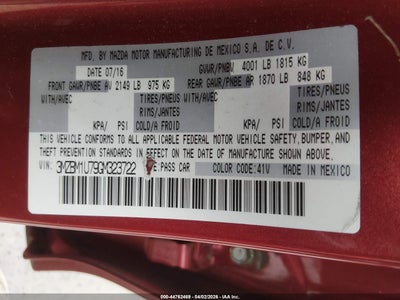 MFD. BY MAZDA MOTOR MANUFACTURING DE MEXICO S.A. DE C.V.
DATE 07/16 GVWR/PNBV 4001 LB 1815 KG
FRONT GAWR/PNBE AV 2149 LB 975 KG REAR GAWR/PNBE AR 1870 LB 848 KG
WITH/AVEC TIRES/PNEUS WITH/AVEC TIRES/PNEUS
RIMS/JANTES RIMS/JANTES
KPA/ PSI COLD/A FROID KPA/ PSI COLD/A FROID
THIS VEHICLE CONFORMS TO ALL APPLICABLE FEDERAL MOTOR VEHICLE SAFETY, BUMPER, AND
THEFT PREVENTION STANDARDS IN EFFECT ON THE DATE OF MANUFACTURE SHOWN ABOVE.
VIN: 3MZBM1U79GM323722 PASS CAR COLOR CODE: 41V MADE IN MEXICO
000-44762469 - 04/02/2026 - IAAI.COM